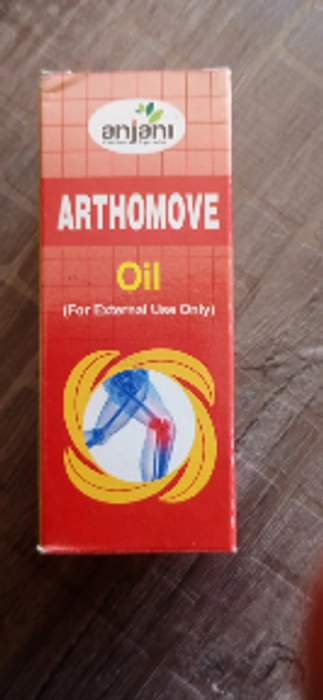 anjani
ARTHOMOVE
Oil
(For External Use Only)